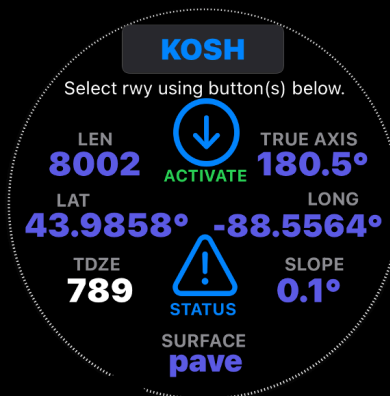 KOSH
Select rwy using button(s) below.
LEN
8002
ACTIVATE
TRUE AXIS
180.5°
LAT
43.9858°
LONG
-88.5564°
TDZE
789
STATUS
SLOPE
0.1°
SURFACE
pave